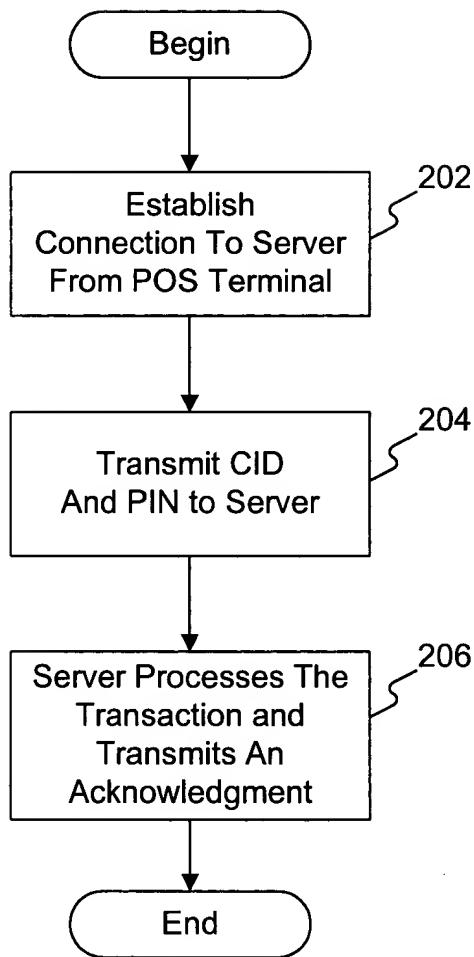 Begin
202
Establish
Connection To Server
From POS Terminal
204
Transmit CID
And PIN to Server
206
Server Processes The
Transaction and
Transmits An
Acknowledgment
End